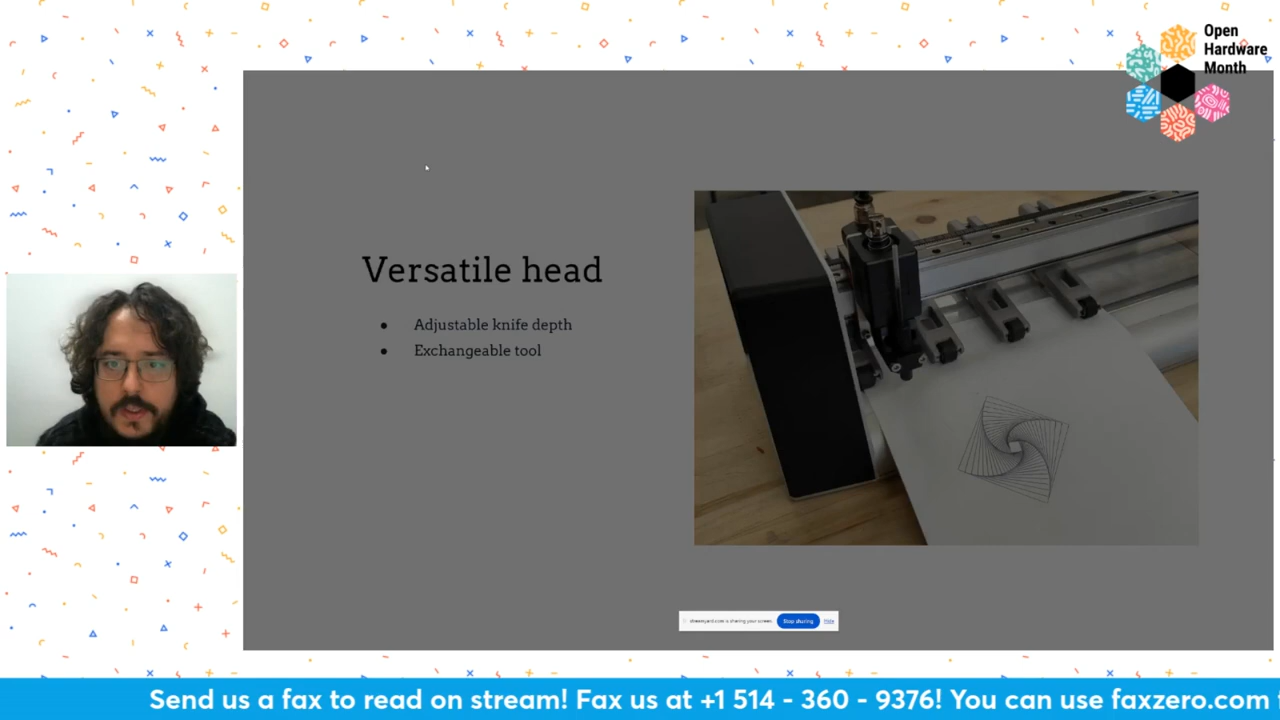 Open
Hardware
Month
Versatile head
● Adjustable knife depth
● Exchangeable tool
streamyard.com is sharing your screen. Stop sharing Hide
Send us a fax to read on stream! Fax us at +1 514 - 360 - 9376! You can use faxzero.com